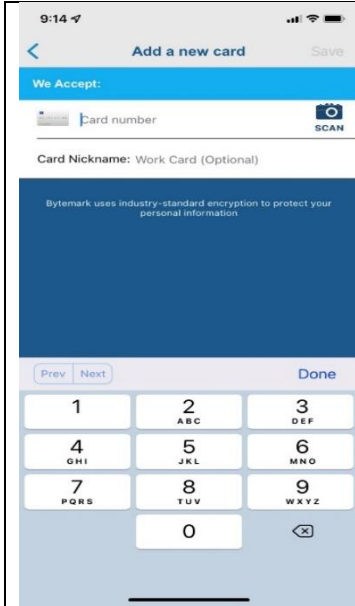 9:14
Add a new card
Save
We Accept:
Card number
SCAN
Card Nickname: Work Card (Optional)
Bytemark uses industry-standard encryption to protect your
personal information
Prev Next
Done
1 2 3
ABC DEF
4 5 6
GHI JKL MNO
7 8 9
PQRS TUV WXYZ
0